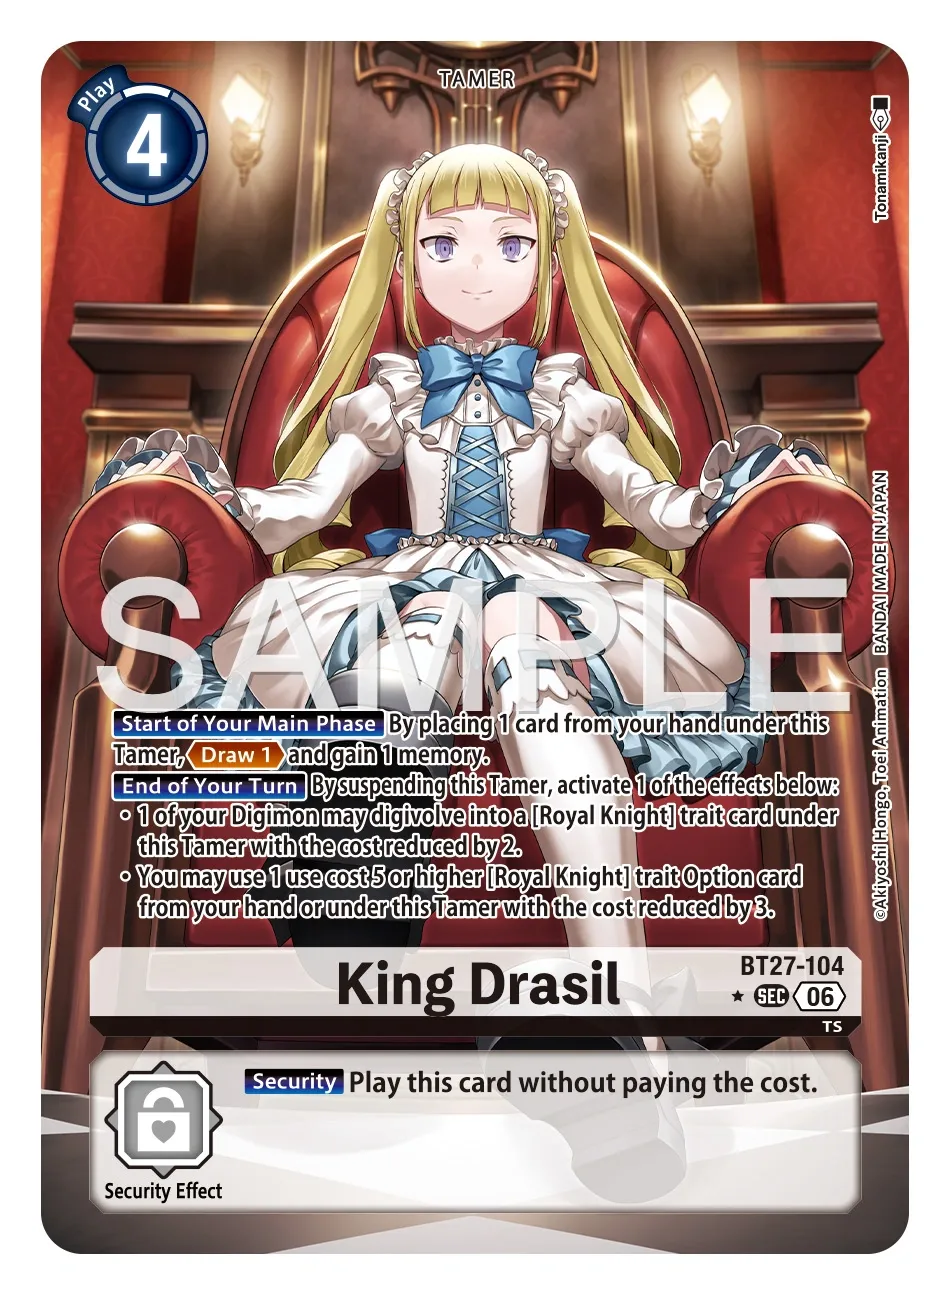 Play
4
TAMER
Tonamikanji
SAMPLE
BANDAI MADE IN JAPAN
©Akiyoshi Hongo, Toei Animation
Start of Your Main Phase By placing 1 card from your hand under this
Tamer, Draw 1 and gain 1 memory.
End of Your Turn By suspending this Tamer, activate 1 of the effects below:
• 1 of your Digimon may digivolve into a [Royal Knight] trait card under
this Tamer with the cost reduced by 2.
• You may use 1 use cost 5 or higher [Royal Knight] trait Option card
from your hand or under this Tamer with the cost reduced by 3.
King Drasil
BT27-104
★ SEC 06
TS
Security Play this card without paying the cost.
Security Effect